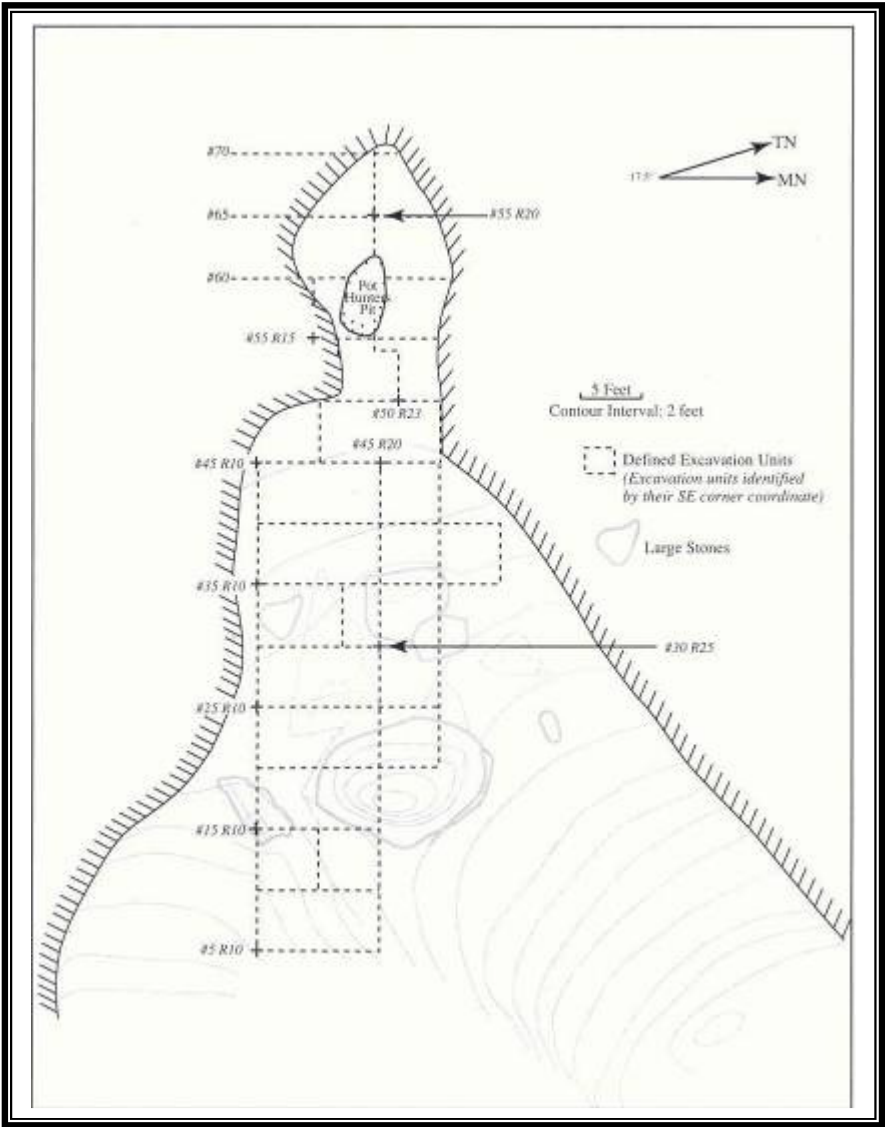 #70
TN
17.5°
MN
#65
#55 R20
#60
Pot
Hunters
Pit
#55 R15
5 Feet
Contour Interval: 2 feet
#50 R23
#45 R20
#45 R10
Defined Excavation Units
(Excavation units identified
by their SE corner coordinate)
Large Stones
#35 R10
#30 R25
#25 R10
#15 R10
#5 R10